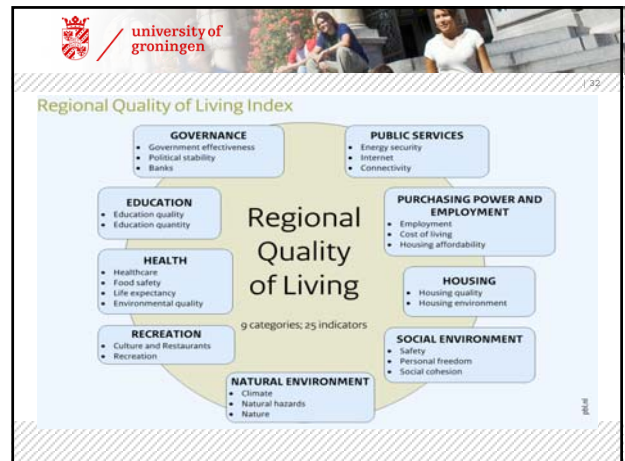 university of
groningen
| 32
Regional Quality of Living Index
GOVERNANCE
• Government effectiveness
• Political stability
• Banks
PUBLIC SERVICES
• Energy security
• Internet
• Connectivity
EDUCATION
• Education quality
• Education quantity
PURCHASING POWER AND
EMPLOYMENT
• Employment
• Cost of living
• Housing affordability
HEALTH
• Healthcare
• Food safety
• Life expectancy
• Environmental quality
Regional
Quality
of Living
9 categories; 25 indicators
HOUSING
• Housing quality
• Housing environment
RECREATION
• Culture and Restaurants
• Recreation
SOCIAL ENVIRONMENT
• Safety
• Personal freedom
• Social cohesion
NATURAL ENVIRONMENT
• Climate
• Natural hazards
• Nature
pbl.nl